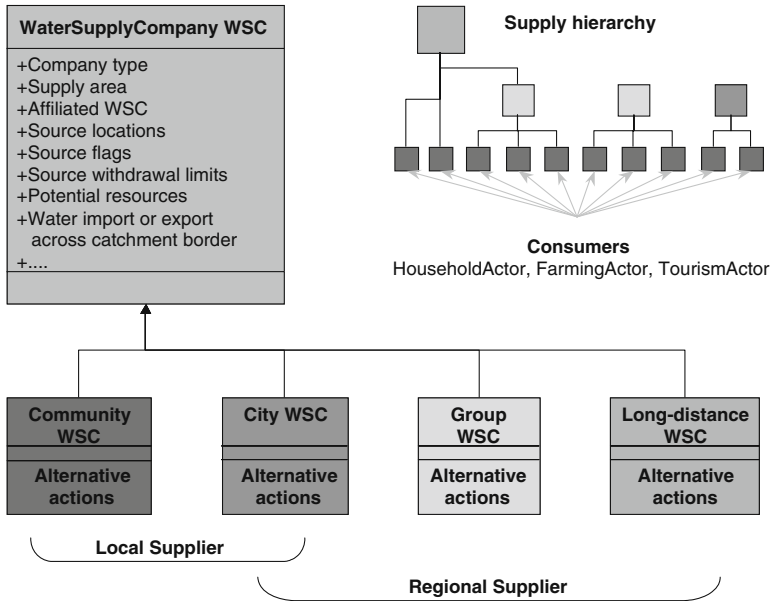 WaterSupplyCompany WSC
+Company type
+Supply area
+Affiliated WSC
+Source locations
+Source flags
+Source withdrawal limits
+Potential resources
+Water import or export
across catchment border
+....
Supply hierarchy
Consumers
HouseholdActor, FarmingActor, TourismActor
Community
WSC
Alternative
actions
City WSC
Alternative
actions
Group
WSC
Alternative
actions
Long-distance
WSC
Alternative
actions
Local Supplier
Regional Supplier